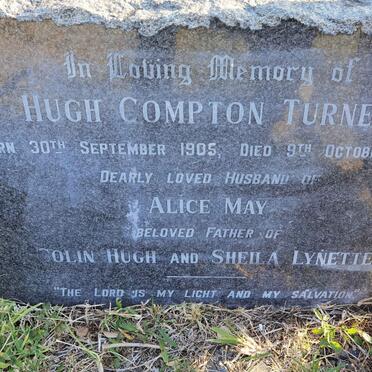 In Loving Memory of
HUGH COMPTON TURNE
RN 30TH SEPTEMBER 1905, DIED 9TH OCTOB
DEARLY LOVED HUSBAND OF
ALICE MAY
BELOVED FATHER OF
OLIN HUGH AND SHEILA LYNETTE
"THE LORD IS MY LIGHT AND MY SALVATION"